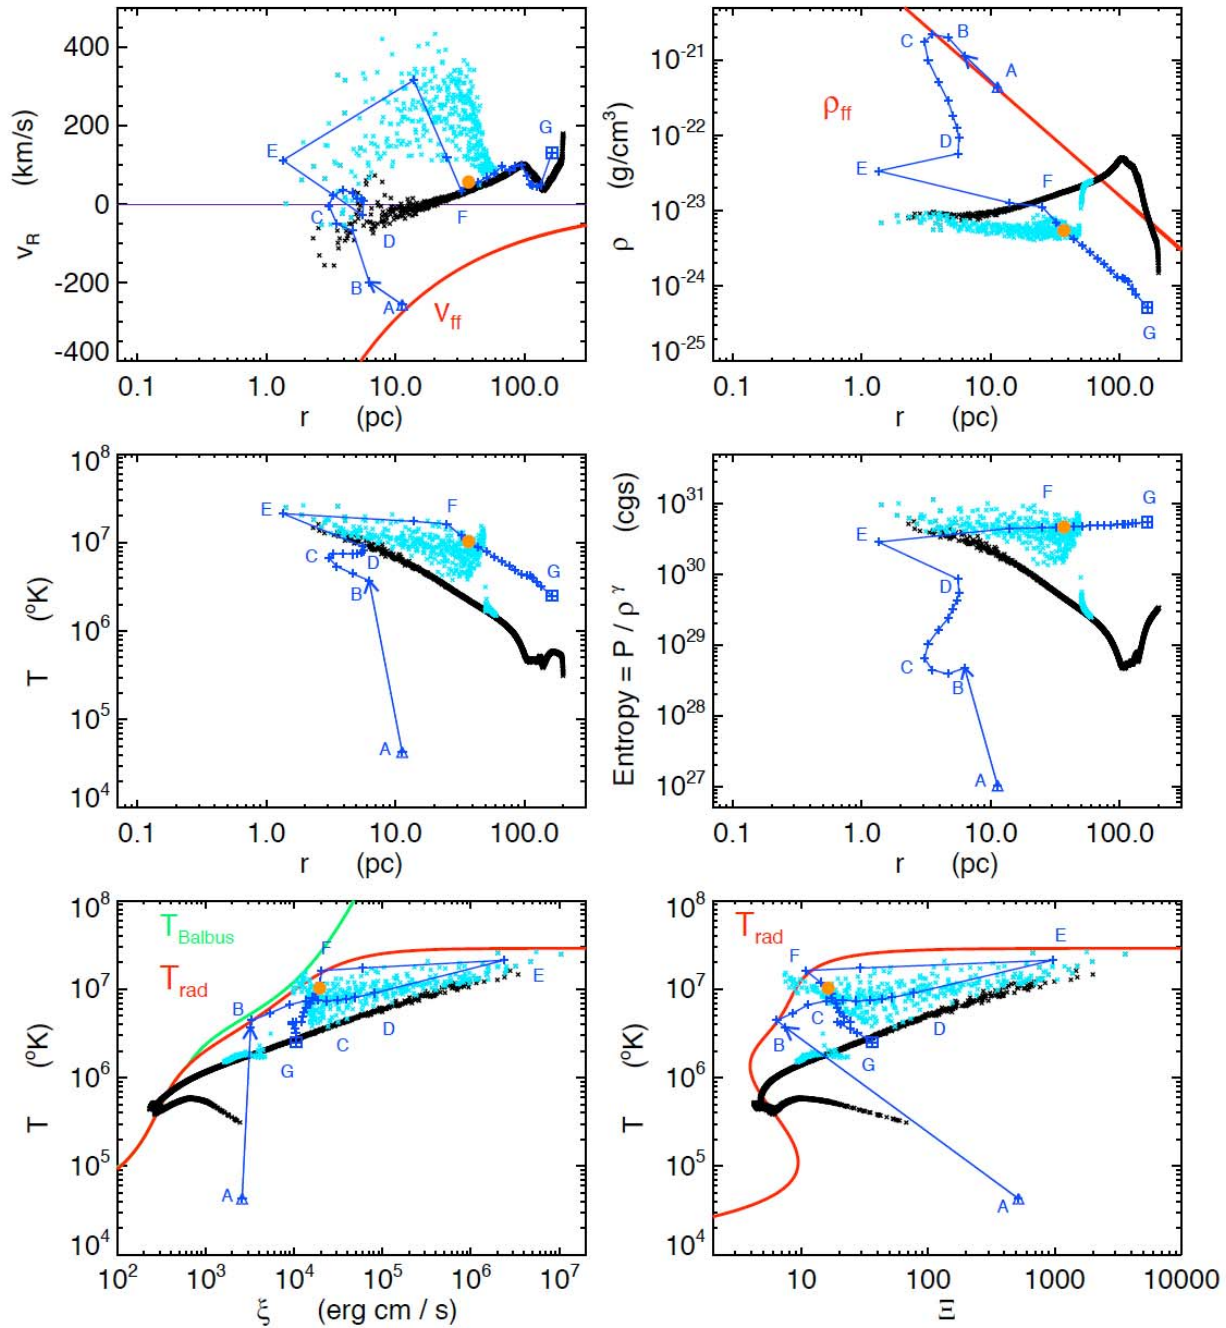 400
200
0
-200
-400
v_R (km/s)
E
G
C
F
D
B
A
v_ff
0.1 1.0 10.0 100.0
r (pc)
10^-21
10^-22
10^-23
10^-24
10^-25
ρ (g/cm^3)
C
B
A
ρ_ff
D
E
F
G
0.1 1.0 10.0 100.0
r (pc)
10^8
10^7
10^6
10^5
10^4
T (°K)
E
F
C
D
G
B
A
0.1 1.0 10.0 100.0
r (pc)
10^31
10^30
10^29
10^28
10^27
Entropy = P / ρ^γ (cgs)
F
G
E
D
C
B
A
0.1 1.0 10.0 100.0
r (pc)
10^8
10^7
10^6
10^5
10^4
T (°K)
T_Balbus
T_rad
F
E
B
D
C
G
A
10^2 10^3 10^4 10^5 10^6 10^7
ξ (erg cm / s)
10^8
10^7
10^6
10^5
10^4
T (°K)
T_rad
E
F
C
D
B
G
A
10 100 1000 10000
Ξ